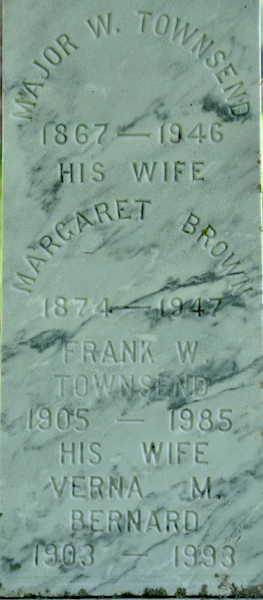 MAJOR W. TOWNSEND
1867 — 1946
HIS WIFE
MARGARET BROWN
1874 — 1947
FRANK W
TOWNSEND
1905 — 1985
HIS WIFE
VERNA M.
BERNARD
1903 — 1993